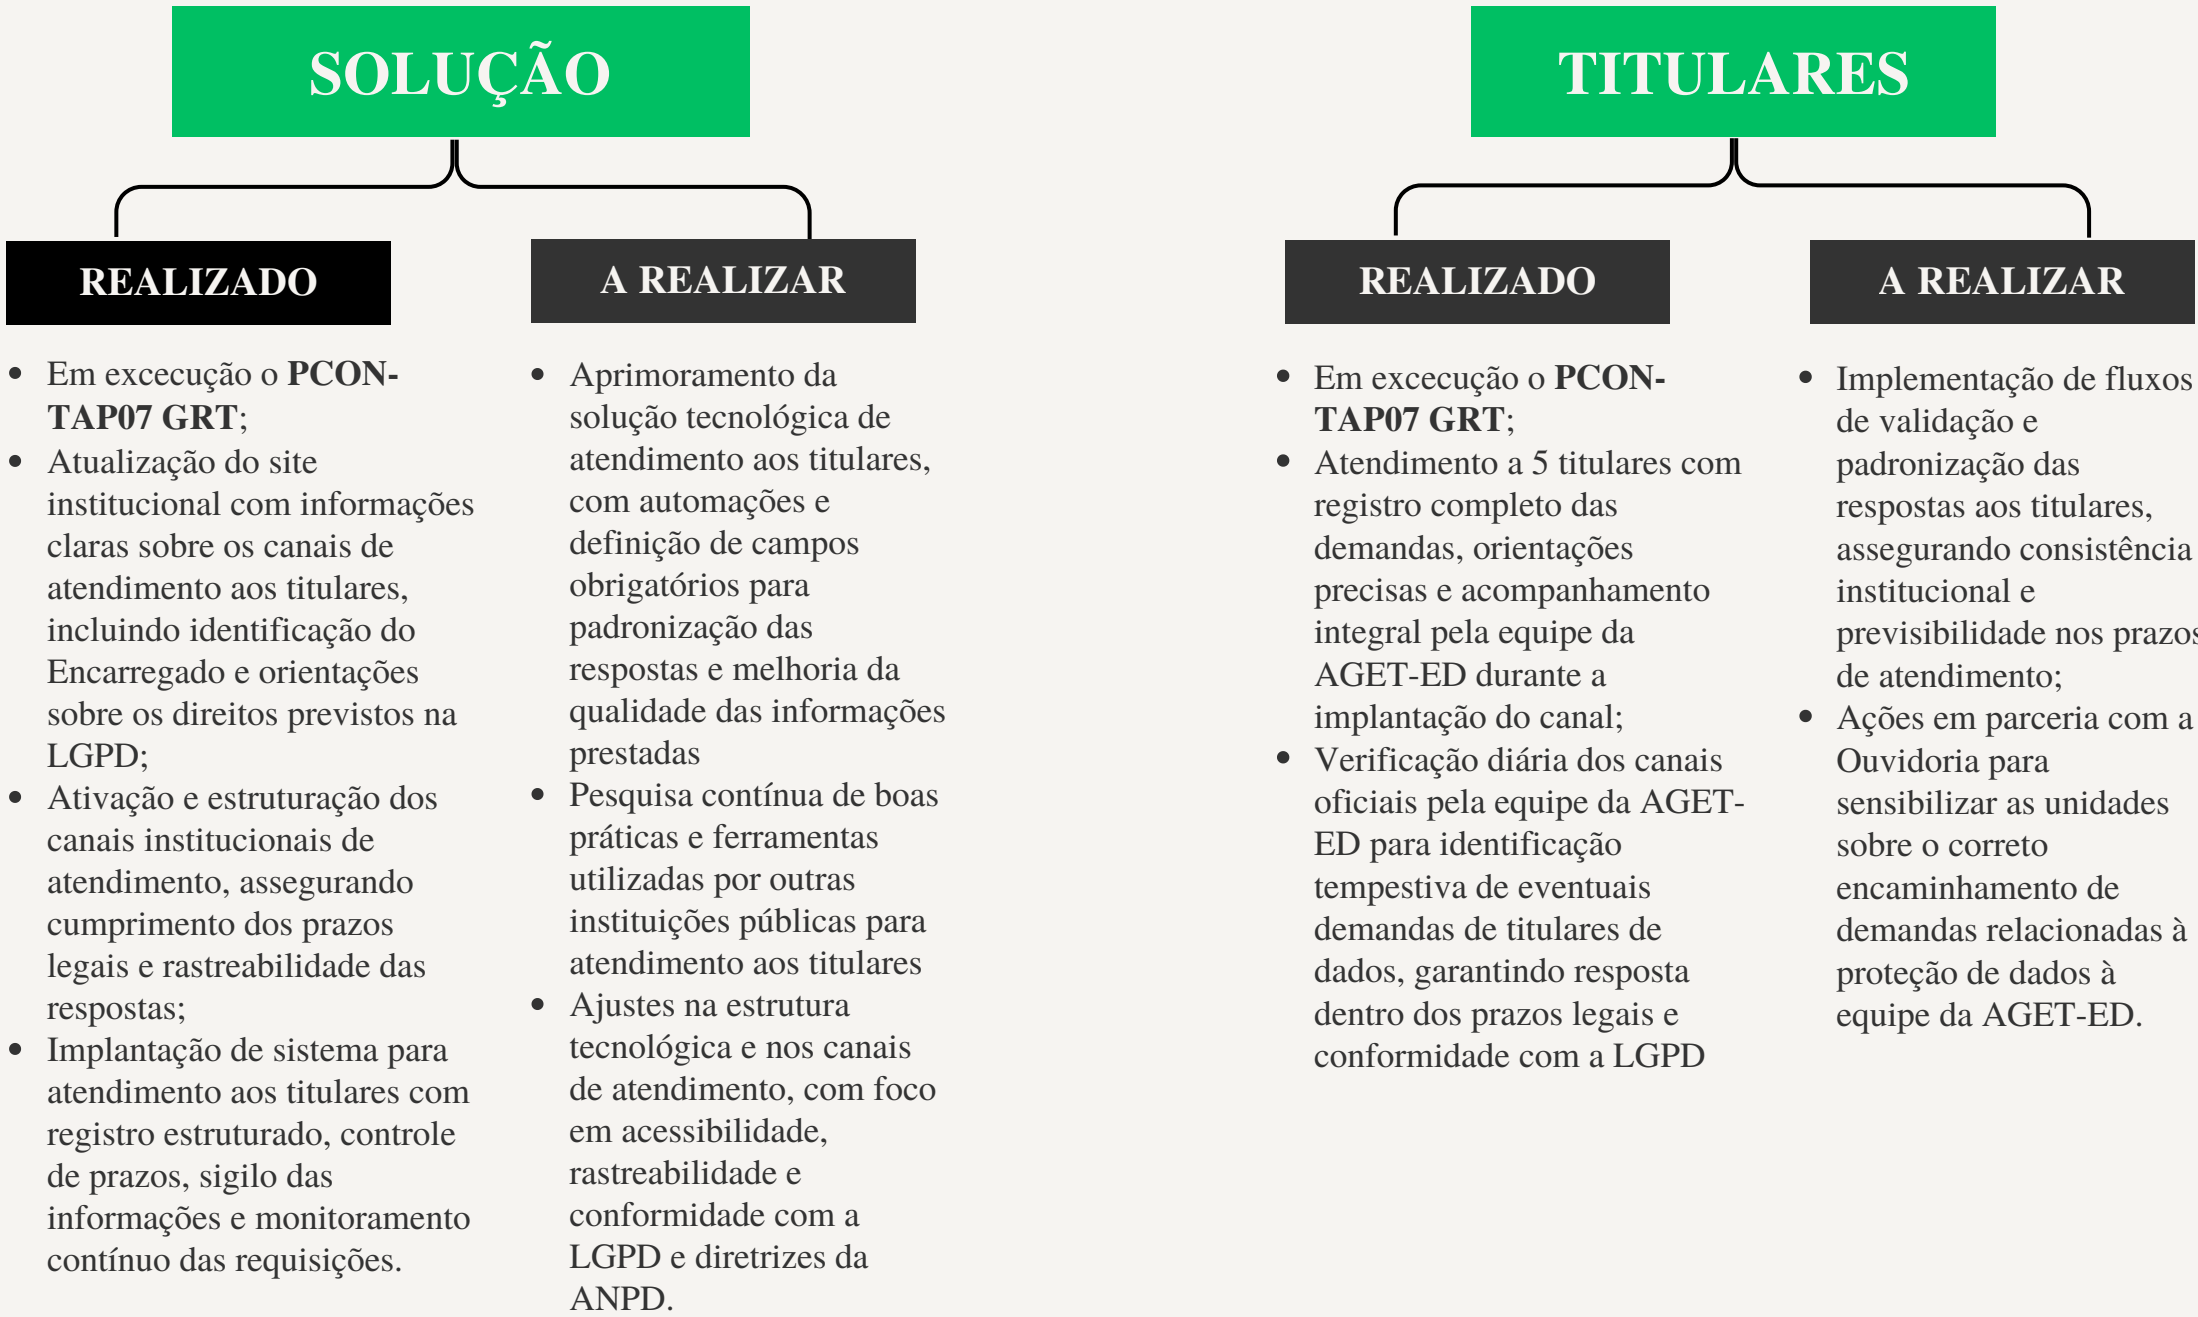 SOLUÇÃO
REALIZADO
Em excecução o PCON-
TAP07 GRT;
Atualização do site
institucional com informações
claras sobre os canais de
atendimento aos titulares,
incluindo identificação do
Encarregado e orientações
sobre os direitos previstos na
LGPD;
Ativação e estruturação dos
canais institucionais de
atendimento, assegurando
cumprimento dos prazos
legais e rastreabilidade das
respostas;
Implantação de sistema para
atendimento aos titulares com
registro estruturado, controle
de prazos, sigilo das
informações e monitoramento
contínuo das requisições.
A REALIZAR
Aprimoramento da
solução tecnológica de
atendimento aos titulares,
com automações e
definição de campos
obrigatórios para
padronização das
respostas e melhoria da
qualidade das informações
prestadas
Pesquisa contínua de boas
práticas e ferramentas
utilizadas por outras
instituições públicas para
atendimento aos titulares
Ajustes na estrutura
tecnológica e nos canais
de atendimento, com foco
em acessibilidade,
rastreabilidade e
conformidade com a
LGPD e diretrizes da
ANPD.
TITULARES
REALIZADO
Em excecução o PCON-
TAP07 GRT;
Atendimento a 5 titulares com
registro completo das
demandas, orientações
precisas e acompanhamento
integral pela equipe da
AGET-ED durante a
implantação do canal;
Verificação diária dos canais
oficiais pela equipe da AGET-
ED para identificação
tempestiva de eventuais
demandas de titulares de
dados, garantindo resposta
dentro dos prazos legais e
conformidade com a LGPD
A REALIZAR
Implementação de fluxos
de validação e
padronização das
respostas aos titulares,
assegurando consistência
institucional e
previsibilidade nos prazos
de atendimento;
Ações em parceria com a
Ouvidoria para
sensibilizar as unidades
sobre o correto
encaminhamento de
demandas relacionadas à
proteção de dados à
equipe da AGET-ED.